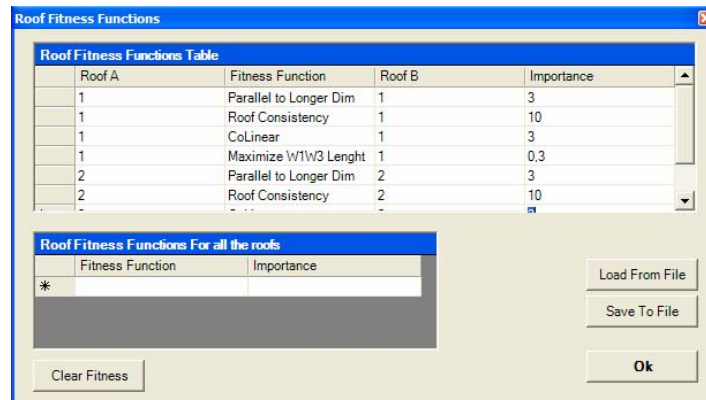 Roof Fitness Functions
Roof Fitness Functions Table
Roof A Fitness Function Roof B Importance
1 Parallel to Longer Dim 1 3
1 Roof Consistency 1 10
1 CoLinear 1 3
1 Maximize W1W3 Lenght 1 0,3
2 Parallel to Longer Dim 2 3
2 Roof Consistency 2 10
Roof Fitness Functions For all the roofs
Fitness Function Importance
*
Load From File
Save To File
Clear Fitness
Ok